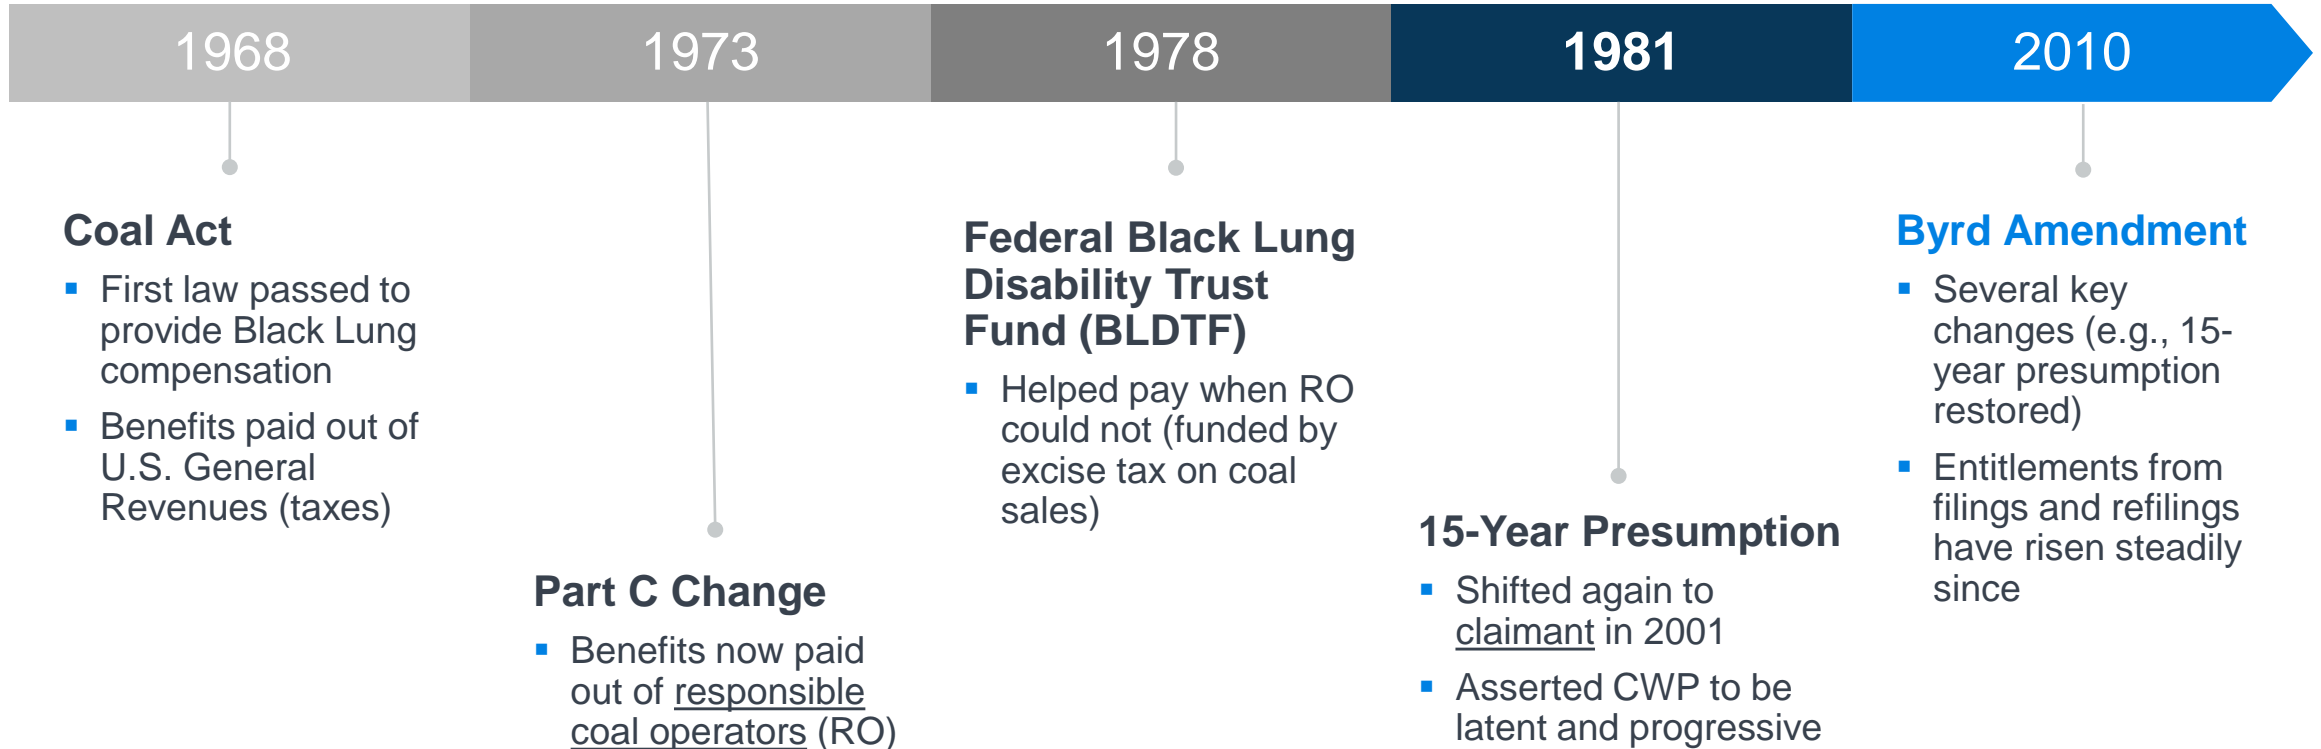 1968
1973
1978
1981
2010
Coal Act
▪ First law passed to
provide Black Lung
compensation
▪ Benefits paid out of
U.S. General
Revenues (taxes)
Part C Change
▪ Benefits now paid
out of responsible
coal operators (RO)
Federal Black Lung
Disability Trust
Fund (BLDTF)
▪ Helped pay when RO
could not (funded by
excise tax on coal
sales)
15-Year Presumption
▪ Shifted again to
claimant in 2001
▪ Asserted CWP to be
latent and progressive
Byrd Amendment
▪ Several key
changes (e.g., 15-
year presumption
restored)
▪ Entitlements from
filings and refilings
have risen steadily
since